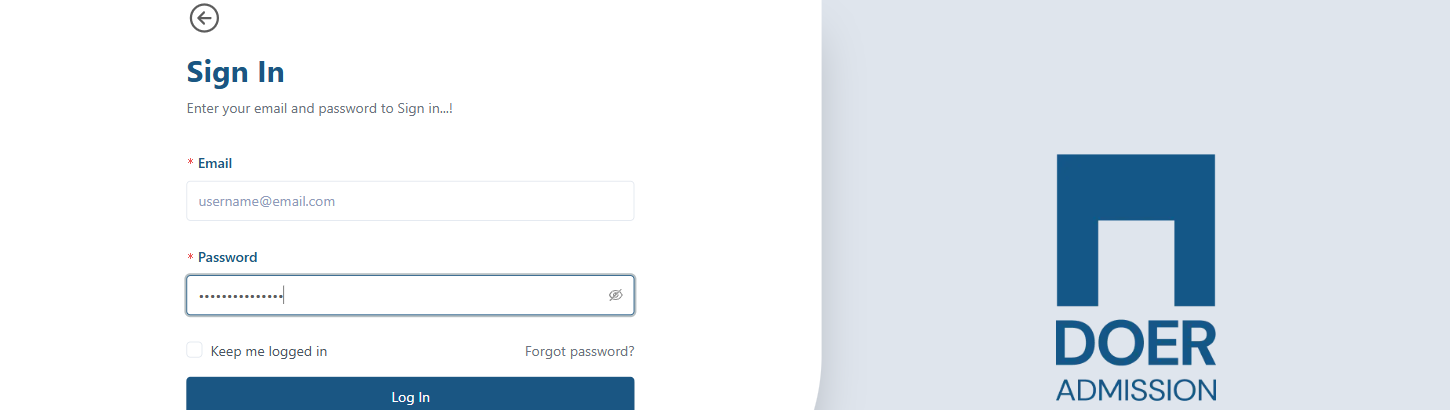 Sign In
Enter your email and password to Sign in...!
* Email
username@email.com
* Password
•••••••••••••••
Keep me logged in
Forgot password?
Log In
DOER
ADMISSION